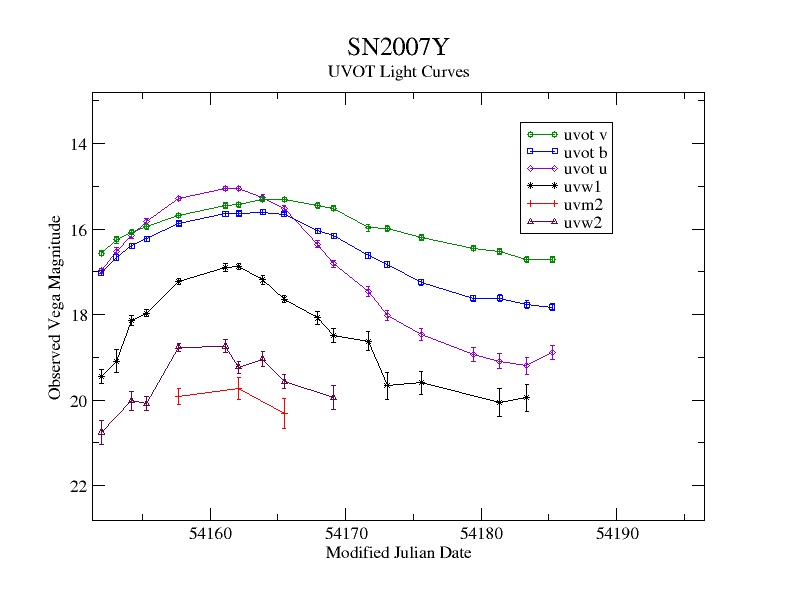 SN2007Y
UVOT Light Curves
Observed Vega Magnitude
14
16
18
20
22
uvot v
uvot b
uvot u
uvw1
uvm2
uvw2
54160 54170 54180 54190
Modified Julian Date